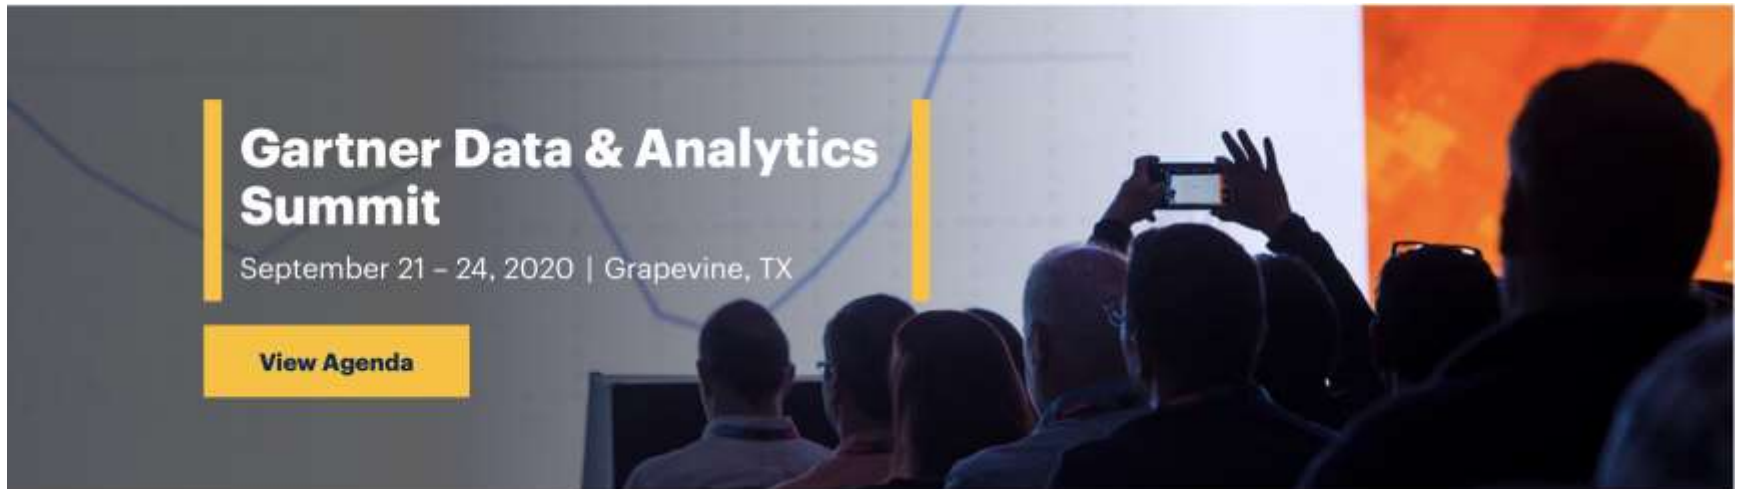 Gartner Data & Analytics
Summit
September 21 – 24, 2020 | Grapevine, TX
View Agenda